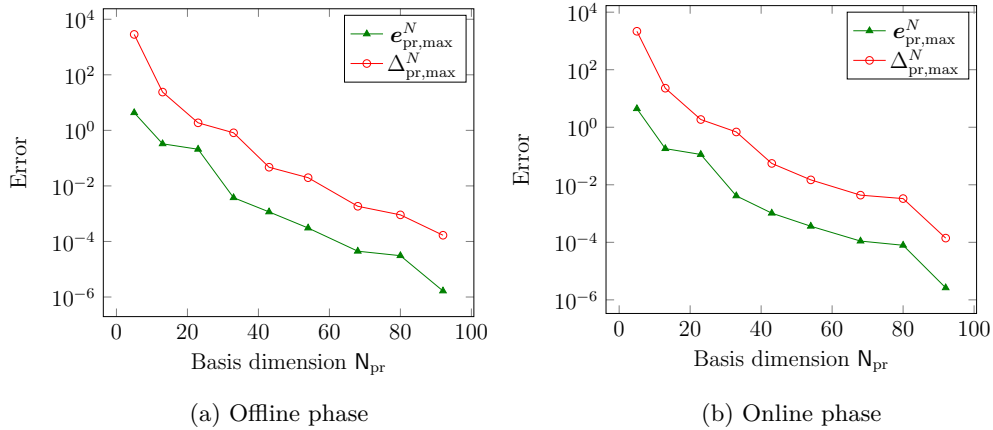 10^4
10^2
10^0
10^−2
10^−4
10^−6
Error
0 20 40 60 80 100
Basis dimension N_pr
e^N_pr,max
Δ^N_pr,max
(a) Offline phase
10^4
10^2
10^0
10^−2
10^−4
10^−6
Error
0 20 40 60 80 100
Basis dimension N_pr
e^N_pr,max
Δ^N_pr,max
(b) Online phase